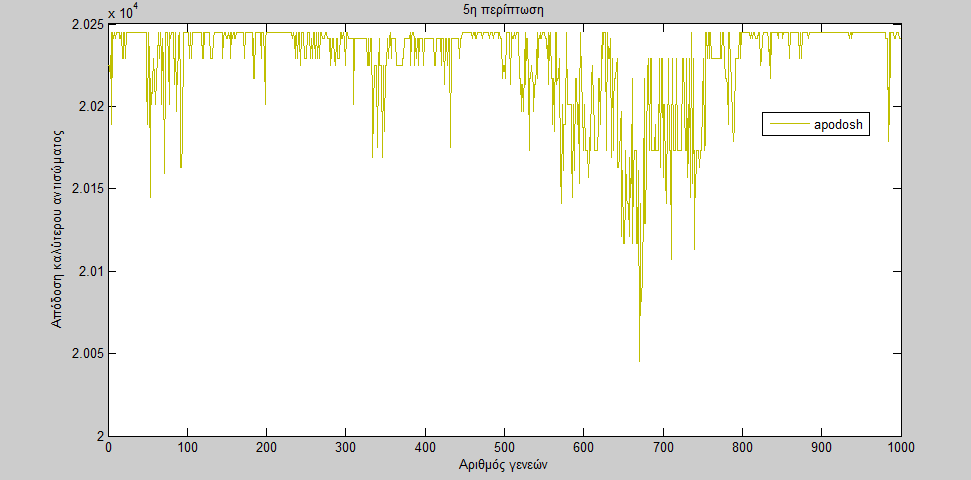 5η περίπτωση
x 10^4
2.025
2.02
2.015
2.01
2.005
2
Απόδοση καλύτερου αντισώματος
apodosh
0 100 200 300 400 500 600 700 800 900 1000
Αριθμός γενεών